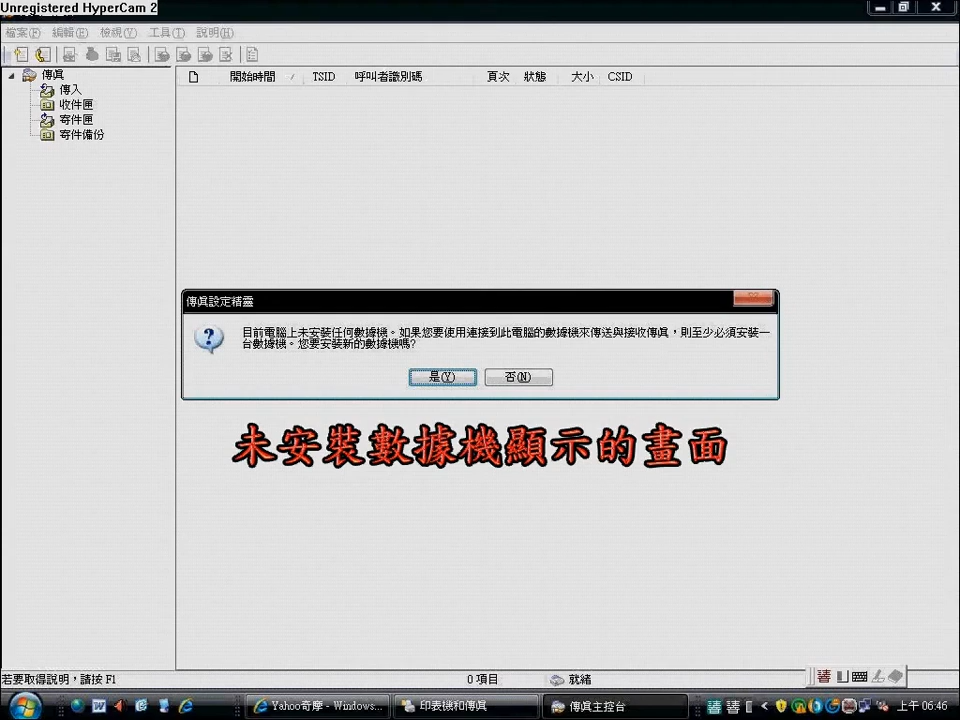 Unregistered HyperCam 2
檔案(F) 編輯(E) 檢視(V) 工具(T) 說明(H)
開始時間 TSID 呼叫者識別碼 頁次 狀態 大小 CSID
傳真
傳入
收件匣
寄件匣
寄件備份
傳真設定精靈
目前電腦上未安裝任何數據機。如果您要使用連接到此電腦的數據機來傳送與接收傳真，則至少必須安裝一
台數據機。您要安裝新的數據機嗎?
是(Y) 否(N)
未安裝數據機顯示的畫面
若要取得說明，請按 F1 0 項目 就緒
Yahoo奇摩 - Windows... 印表機和傳真 傳真主控台 上午 06:46